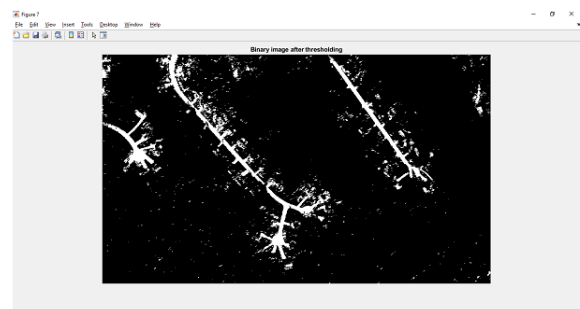 Figure 7
File Edit View Insert Tools Desktop Window Help
Binary image after thresholding